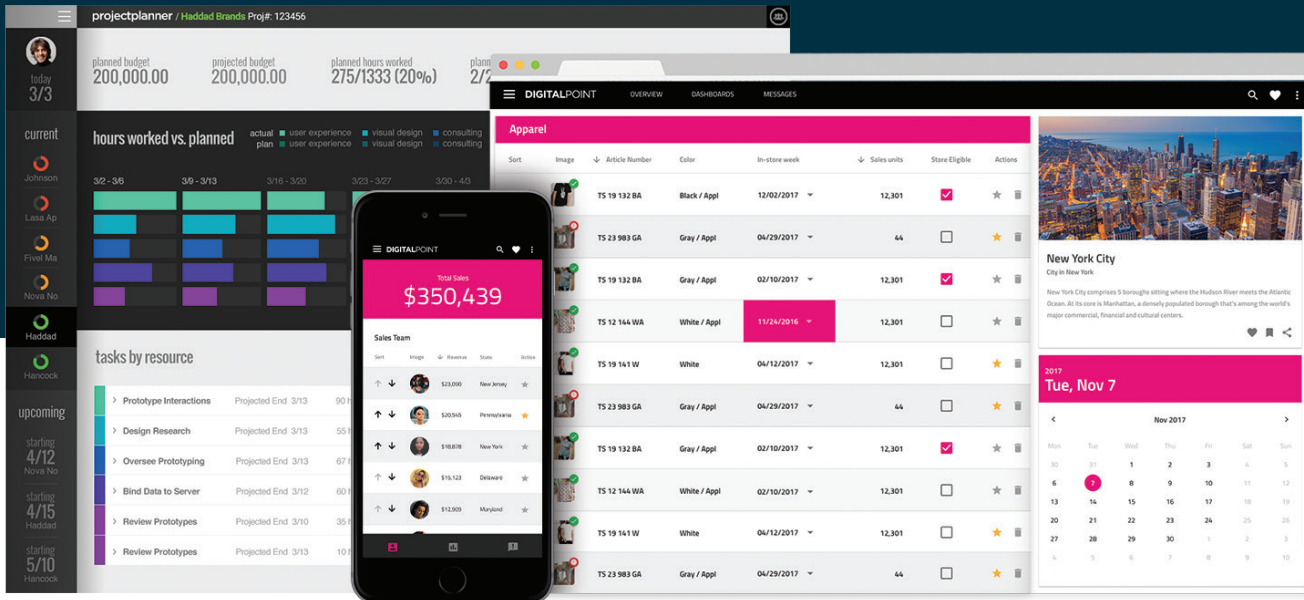 projectplanner / Haddad Brands Proj#: 123456
today
3/3
current
Johnson
Lasa Ap
Fivel Ma
Nova No
Haddad
Hancock
upcoming
starting
4/12
Nova No
starting
4/15
Haddad
starting
5/10
Hancock
planned budget
200,000.00
projected budget
200,000.00
planned hours worked
275/1333 (20%)
hours worked vs. planned
actual user experience visual design consulting
plan user experience visual design consulting
3/2 - 3/6 3/9 - 3/13 3/16 - 3/20 3/23 - 3/27 3/30 - 4/3
tasks by resource
> Prototype Interactions Projected End 3/13 90 h
> Design Research Projected End 3/13 55 h
> Oversee Prototyping Projected End 3/13 67 h
> Bind Data to Server Projected End 3/12 60 h
> Review Prototypes Projected End 3/10 35 h
> Review Prototypes Projected End 3/13 10 h
DIGITALPOINT
Total Sales
$350,439
Sales Team
Sort Image Revenue State Action
$23,000 New Jersey
$20,545 Pennsylvania
$18,878 New York
$15,123 Delaware
$12,909 Maryland
DIGITALPOINT OVERVIEW DASHBOARDS MESSAGES
Apparel
Sort Image Article Number Color In-store week Sales units Store Eligible Actions
TS 19 132 BA Black / Appl 12/02/2017 12,301
TS 23 983 GA Gray / Appl 04/29/2017 44
TS 19 132 BA Gray / Appl 02/10/2017 12,301
TS 12 144 WA White / Appl 11/24/2016 12,301
TS 19 141 W White 04/12/2017 12,301
TS 23 983 GA Gray / Appl 04/29/2017 44
TS 19 132 BA Gray / Appl 02/10/2017 12,301
TS 12 144 WA White / Appl 02/10/2017 12,301
TS 19 141 W White 04/12/2017 12,301
TS 23 983 GA Gray / Appl 04/29/2017 44
New York City
City in New York
New York City comprises 5 boroughs sitting where the Hudson River meets the Atlantic
Ocean. At its core is Manhattan, a densely populated borough that's among the world's
major commercial, financial and cultural centers.
2017
Tue, Nov 7
Nov 2017
Mon Tue Wed Thu Fri Sat Sun
30 31 1 2 3 4 5
6 7 8 9 10 11 12
13 14 15 16 17 18 19
20 21 22 23 24 25 26
27 28 29 30 1 2 3
4 5 6 7 8 9 10